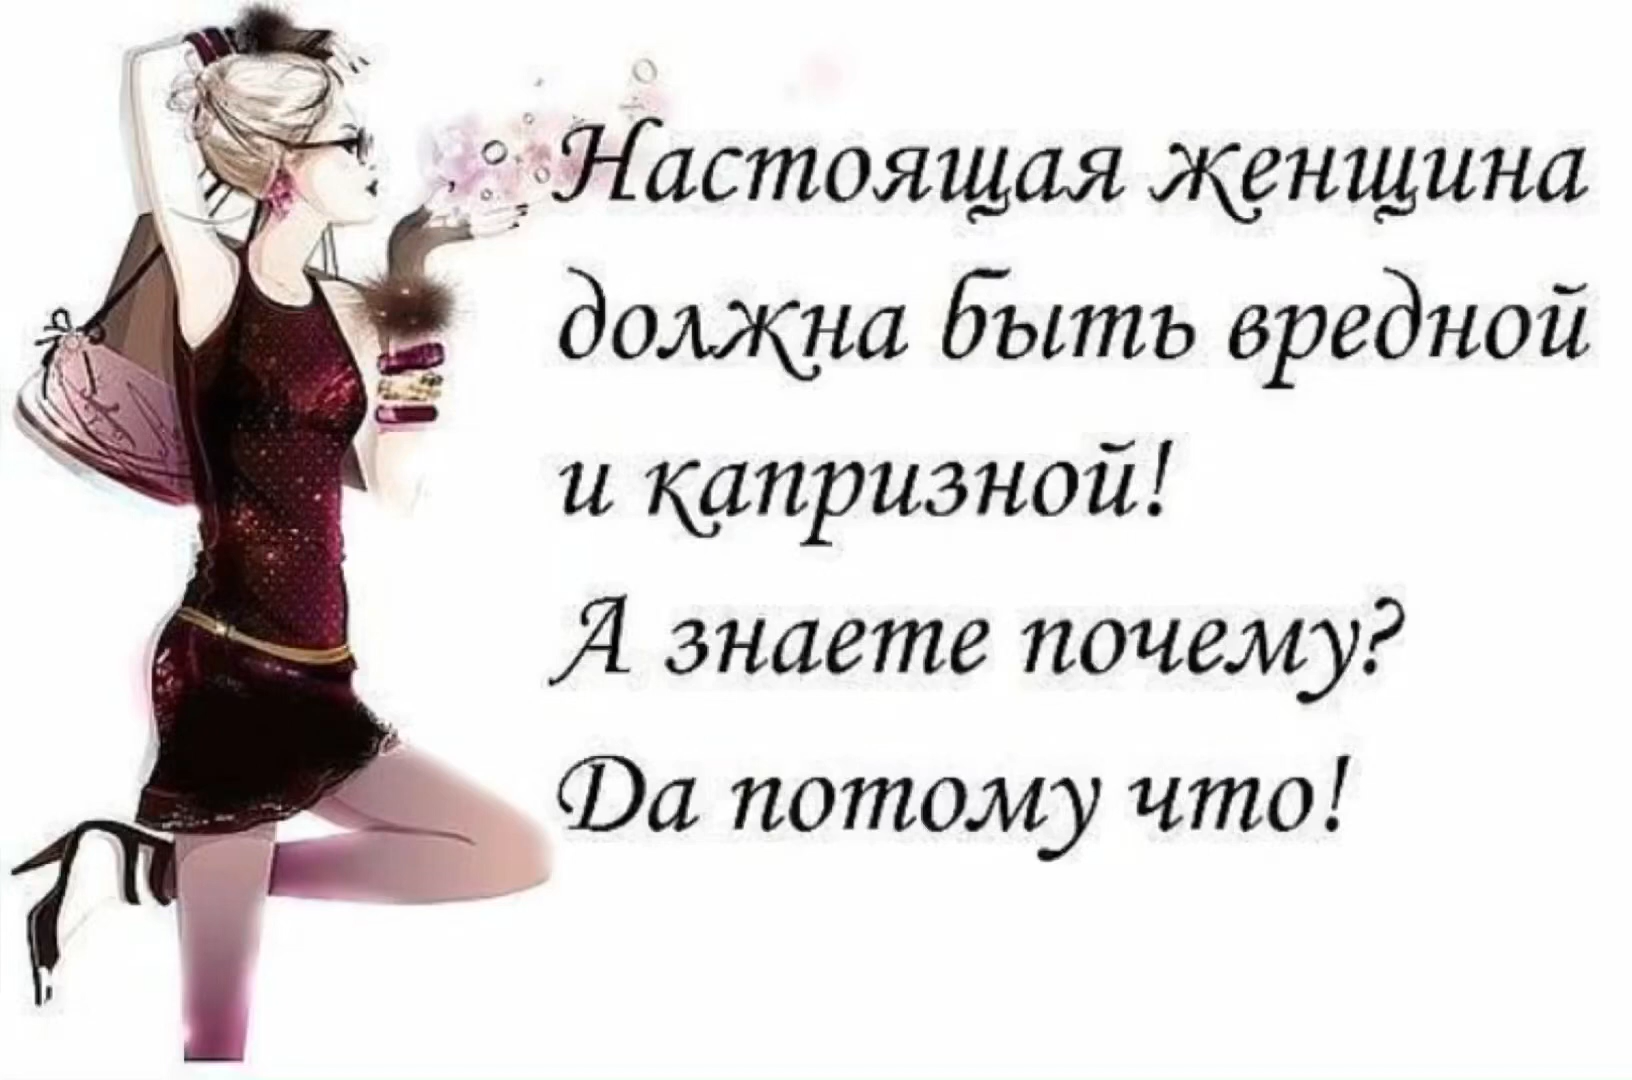 Настоящая женщина
должна быть вредной
и капризной!
А знаете почему?
Да потому что!